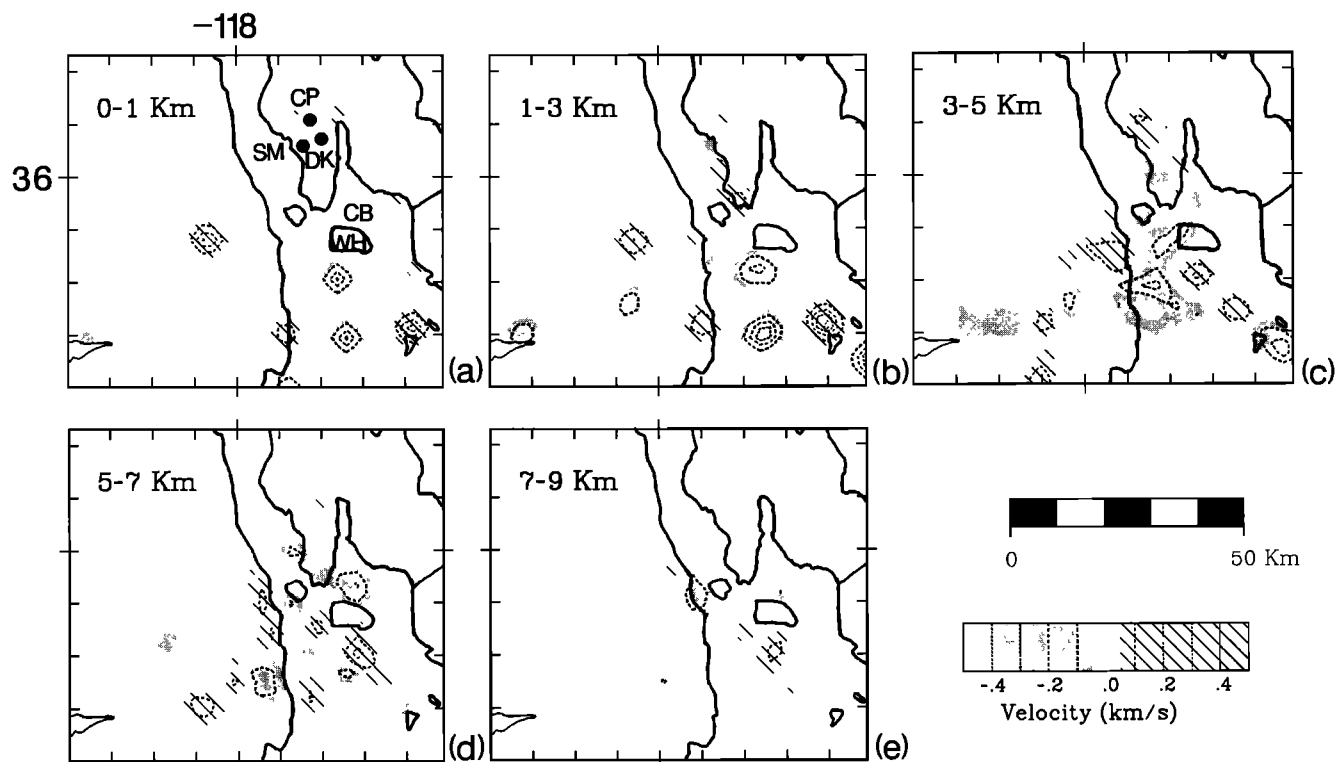 -118
0-1 Km
CP
SM
DK
36
CB
WH
(a)
1-3 Km
(b)
3-5 Km
(c)
5-7 Km
(d)
7-9 Km
(e)
0 50 Km
-.4 -.2 .0 .2 .4
Velocity (km/s)